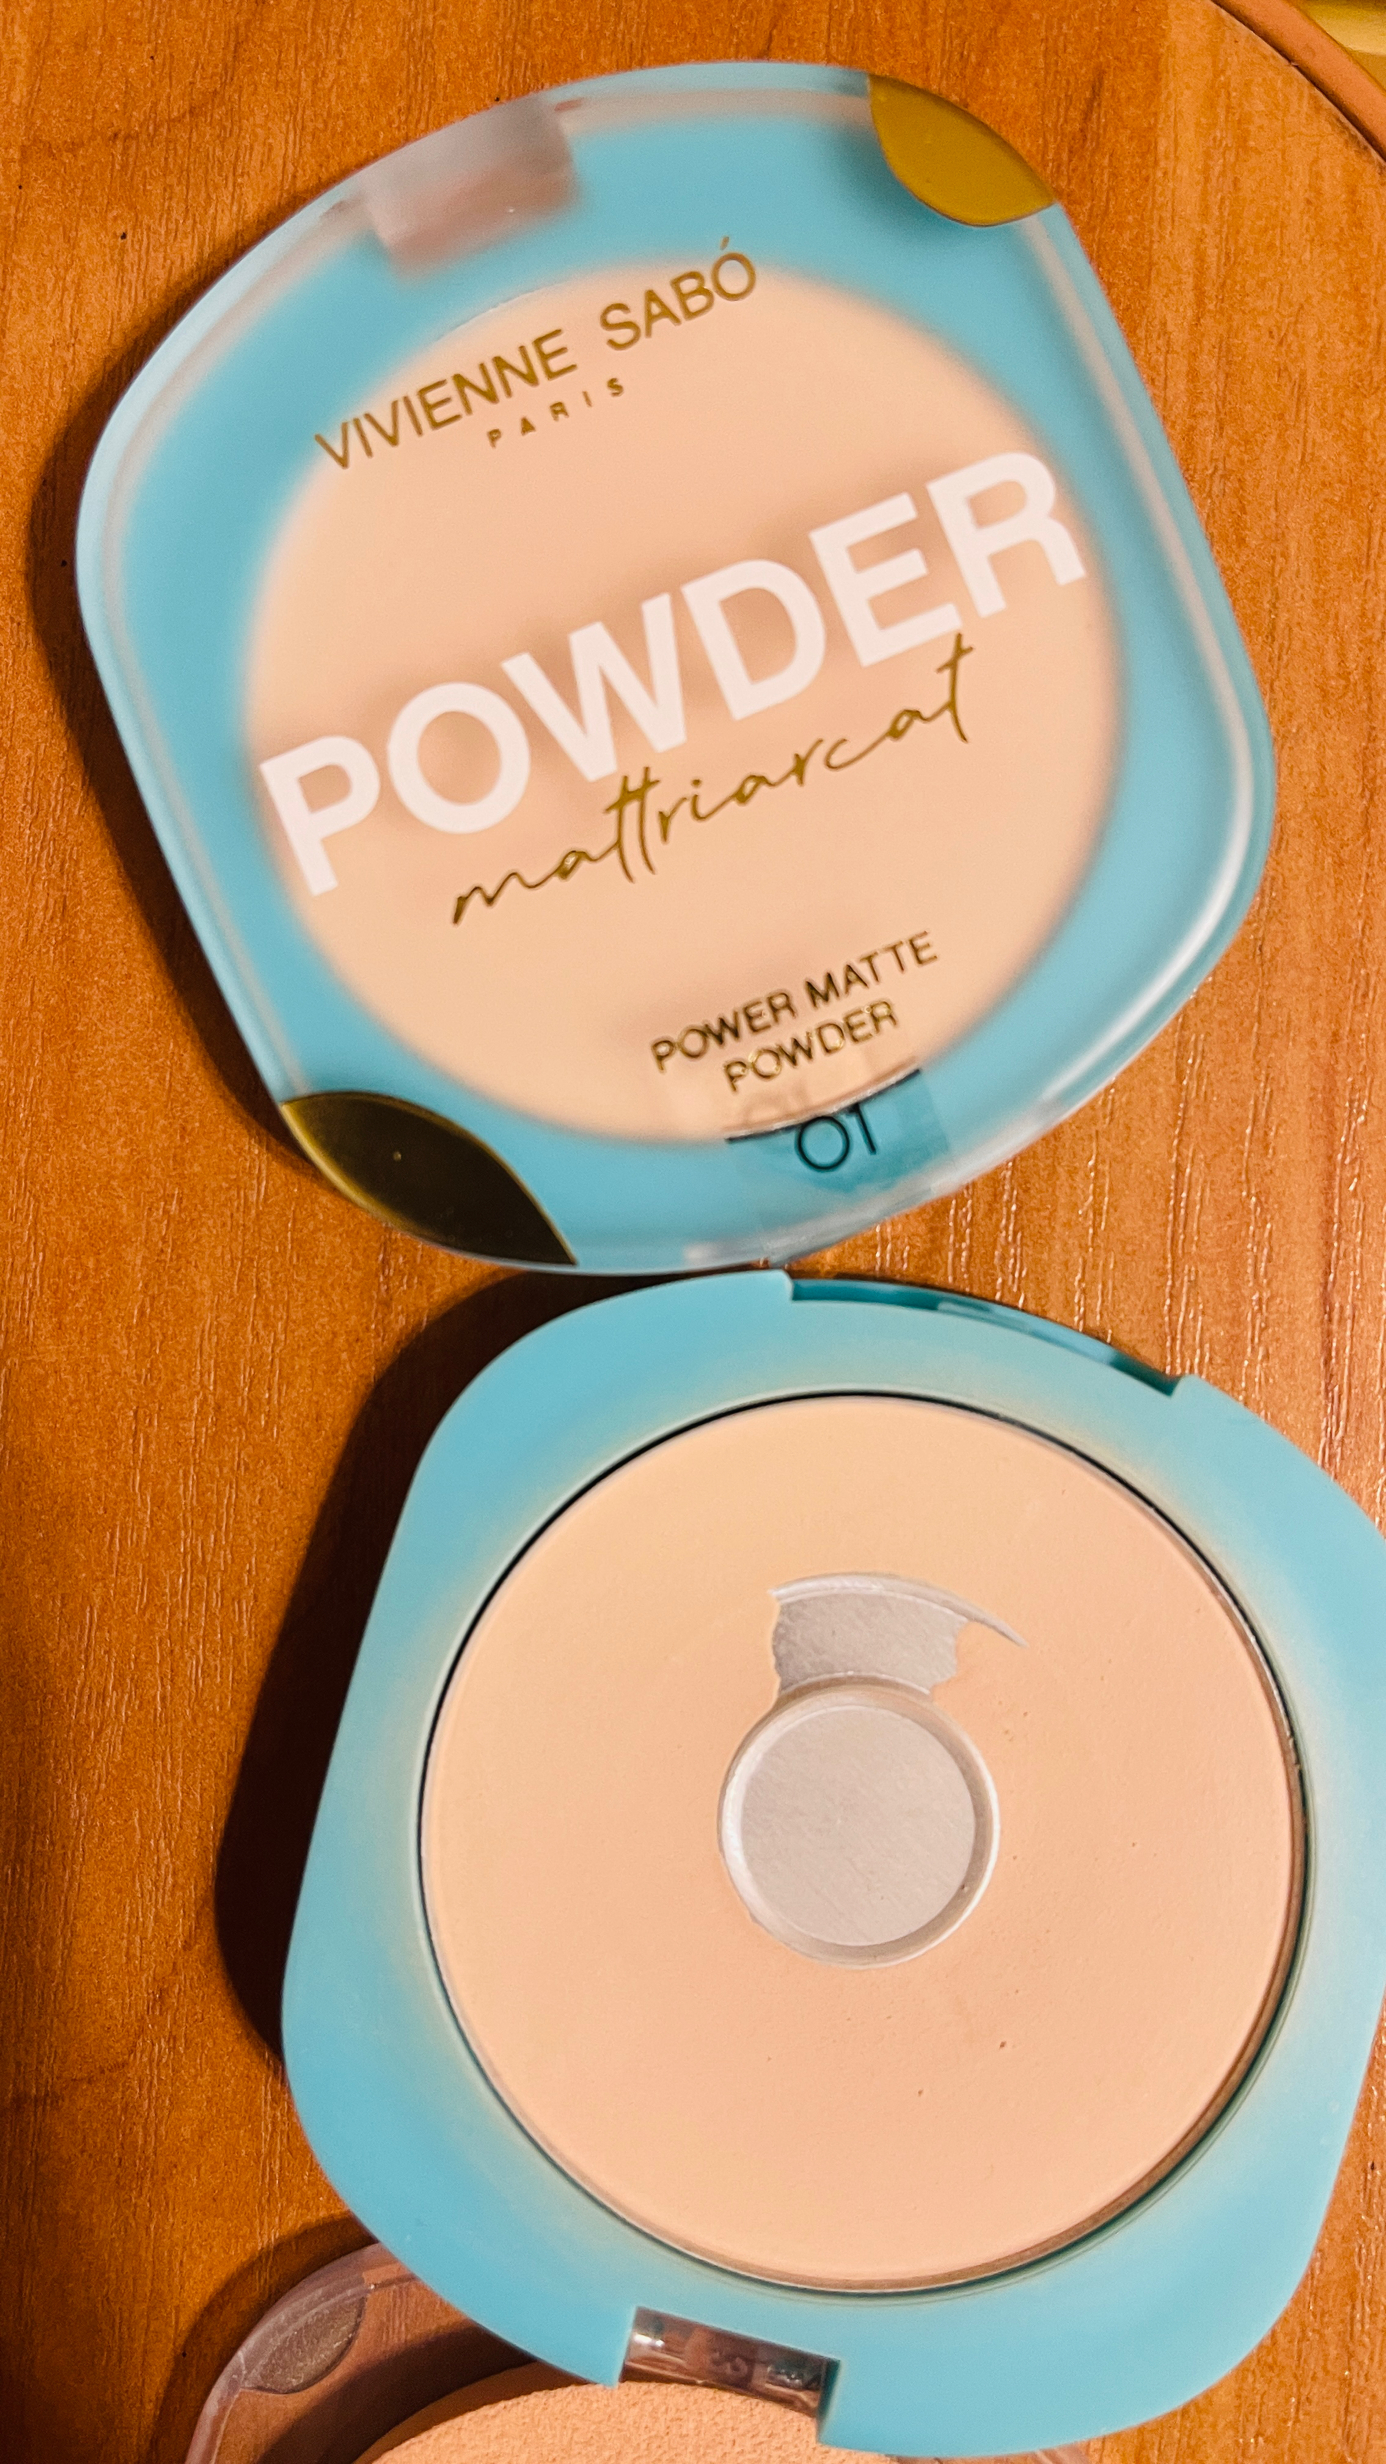 VIVIENNE SABÓ
PARIS
POWDER
mattriarcat
POWER MATTE
POWDER
01